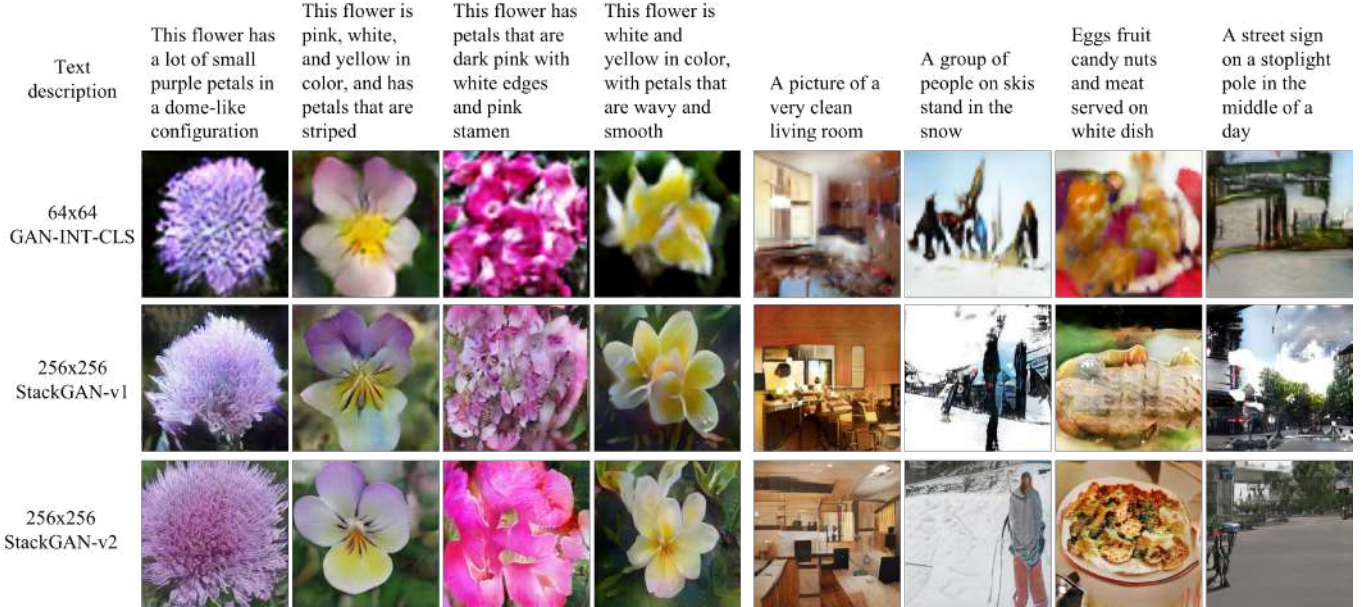 Text
description
This flower has
a lot of small
purple petals in
a dome-like
configuration
This flower is
pink, white,
and yellow in
color, and has
petals that are
striped
This flower has
petals that are
dark pink with
white edges
and pink
stamen
This flower is
white and
yellow in color,
with petals that
are wavy and
smooth
A picture of a
very clean
living room
A group of
people on skis
stand in the
snow
Eggs fruit
candy nuts
and meat
served on
white dish
A street sign
on a stoplight
pole in the
middle of a
day
64x64
GAN-INT-CLS
256x256
StackGAN-v1
256x256
StackGAN-v2